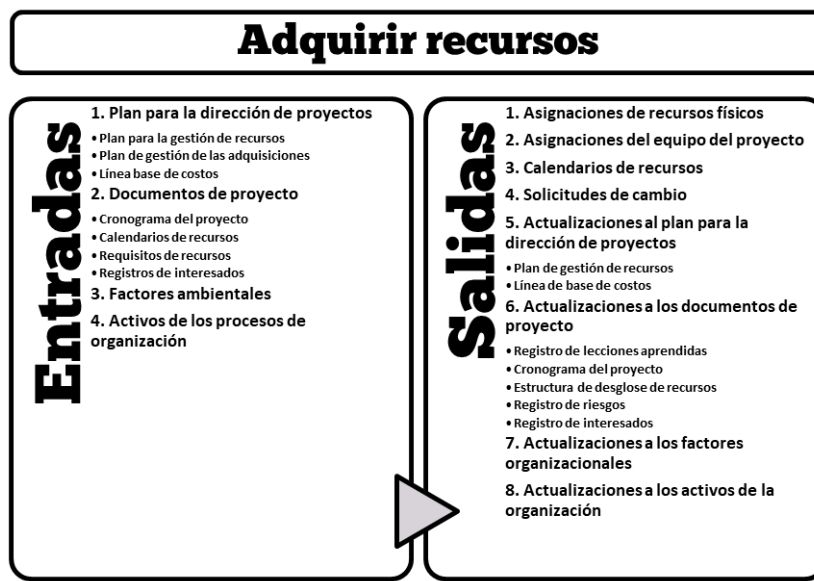 Adquirir recursos
Entradas
1. Plan para la dirección de proyectos
• Plan para la gestión de recursos
• Plan de gestión de las adquisiciones
• Línea base de costos
2. Documentos de proyecto
• Cronograma del proyecto
• Calendarios de recursos
• Requisitos de recursos
• Registros de interesados
3. Factores ambientales
4. Activos de los procesos de
organización
Salidas
1. Asignaciones de recursos físicos
2. Asignaciones del equipo del proyecto
3. Calendarios de recursos
4. Solicitudes de cambio
5. Actualizaciones al plan para la
dirección de proyectos
• Plan de gestión de recursos
• Línea de base de costos
6. Actualizaciones a los documentos de
proyecto
• Registro de lecciones aprendidas
• Cronograma del proyecto
• Estructura de desglose de recursos
• Registro de riesgos
• Registro de interesados
7. Actualizaciones a los factores
organizacionales
8. Actualizaciones a los activos de la
organización